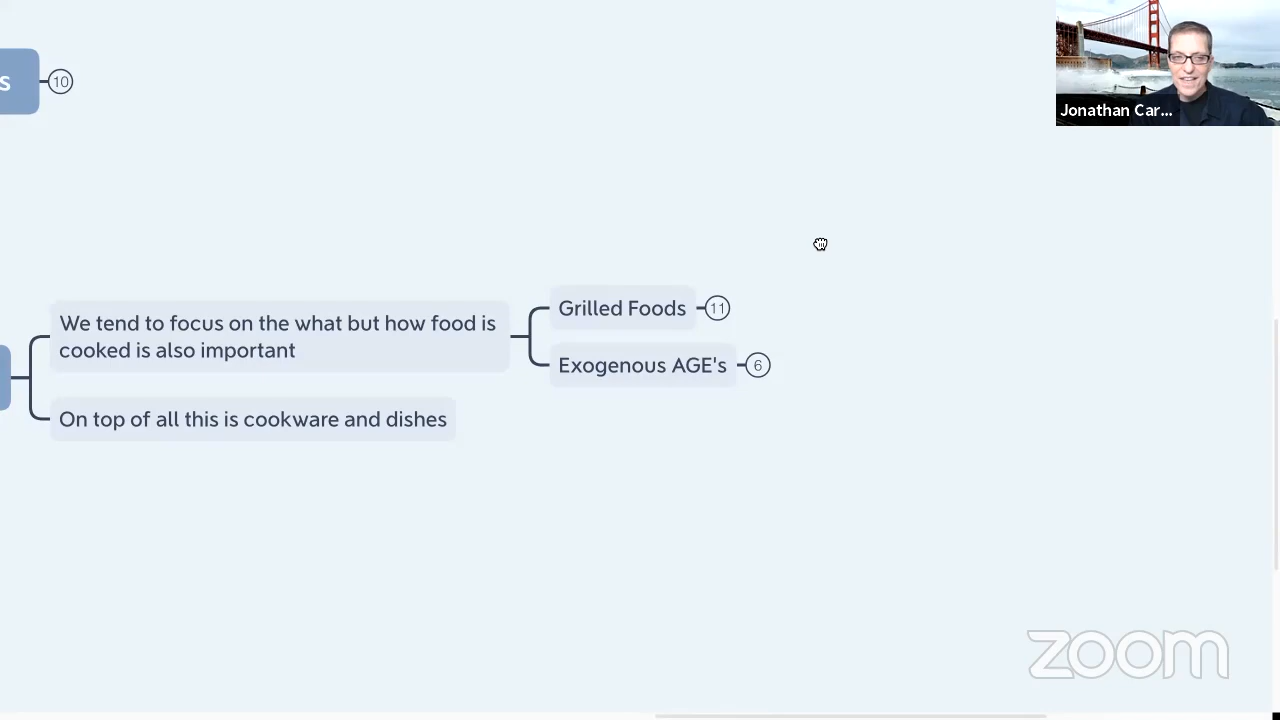 s
10
Jonathan Car...
We tend to focus on the what but how food is
cooked is also important
Grilled Foods
11
Exogenous AGE's
6
On top of all this is cookware and dishes
zoom